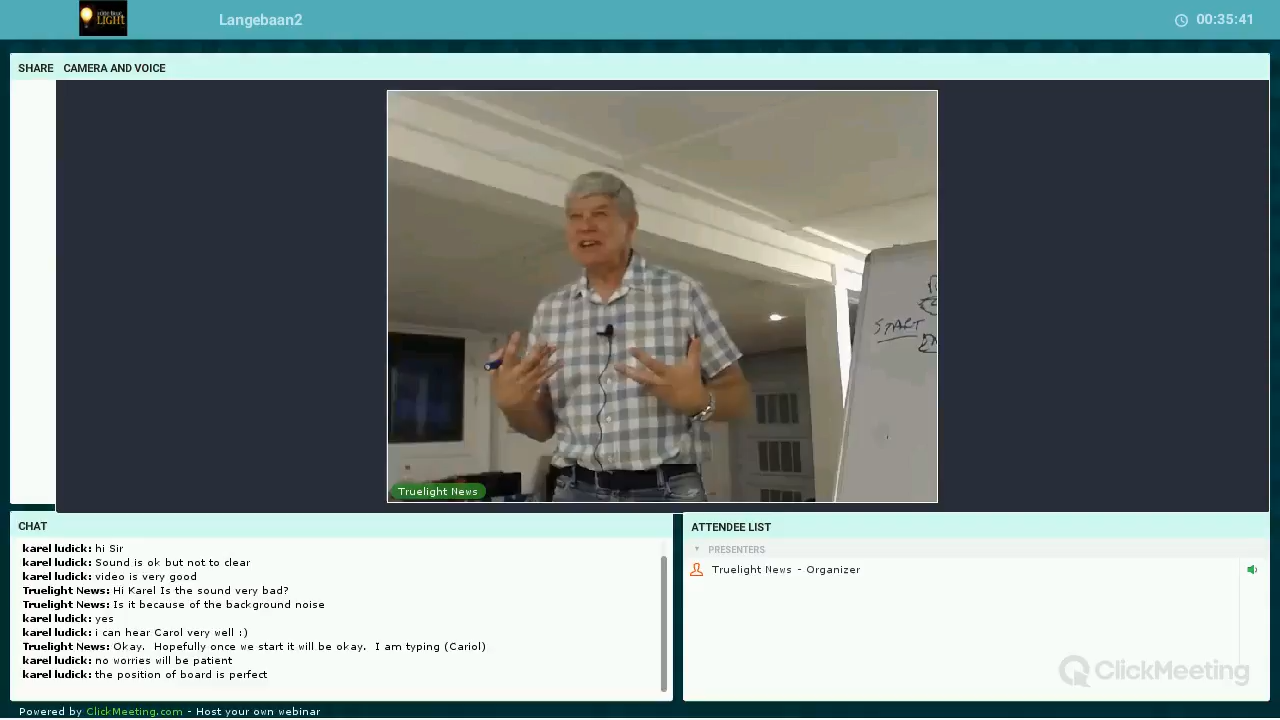 LIGHT
Langebaan2
00:35:41
SHARE
CAMERA AND VOICE
START
Truelight News
CHAT
karel ludick: hi Sir
karel ludick: Sound is ok but not to clear
karel ludick: video is very good
Truelight News: Hi Karel Is the sound very bad?
Truelight News: Is it because of the background noise
karel ludick: yes
karel ludick: i can hear Carol very well :)
Truelight News: Okay. Hopefully once we start it will be okay. I am typing (Cariol)
karel ludick: no worries will be patient
karel ludick: the position of board is perfect
ATTENDEE LIST
PRESENTERS
Truelight News - Organizer
ClickMeeting
Powered by ClickMeeting.com - Host your own webinar